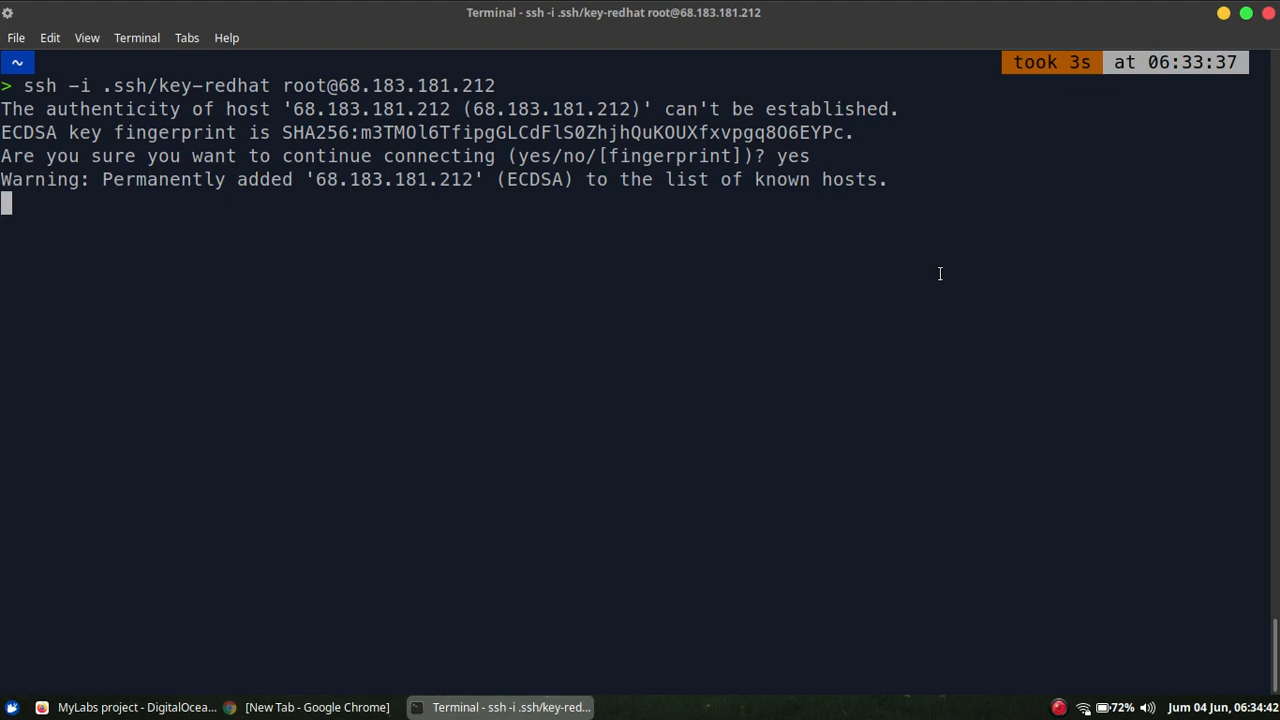 Terminal - ssh -i .ssh/key-redhat root@68.183.181.212
File Edit View Terminal Tabs Help
~ took 3s at 06:33:37
> ssh -i .ssh/key-redhat root@68.183.181.212
The authenticity of host '68.183.181.212 (68.183.181.212)' can't be established.
ECDSA key fingerprint is SHA256:m3TMOl6TfipgGLCdFlS0ZhjhQuKOUXfxvpgq8O6EYPc.
Are you sure you want to continue connecting (yes/no/[fingerprint])? yes
Warning: Permanently added '68.183.181.212' (ECDSA) to the list of known hosts.
MyLabs project - DigitalOcea... [New Tab - Google Chrome] Terminal - ssh -i .ssh/key-red... 72% Jum 04 Jun, 06:34:42